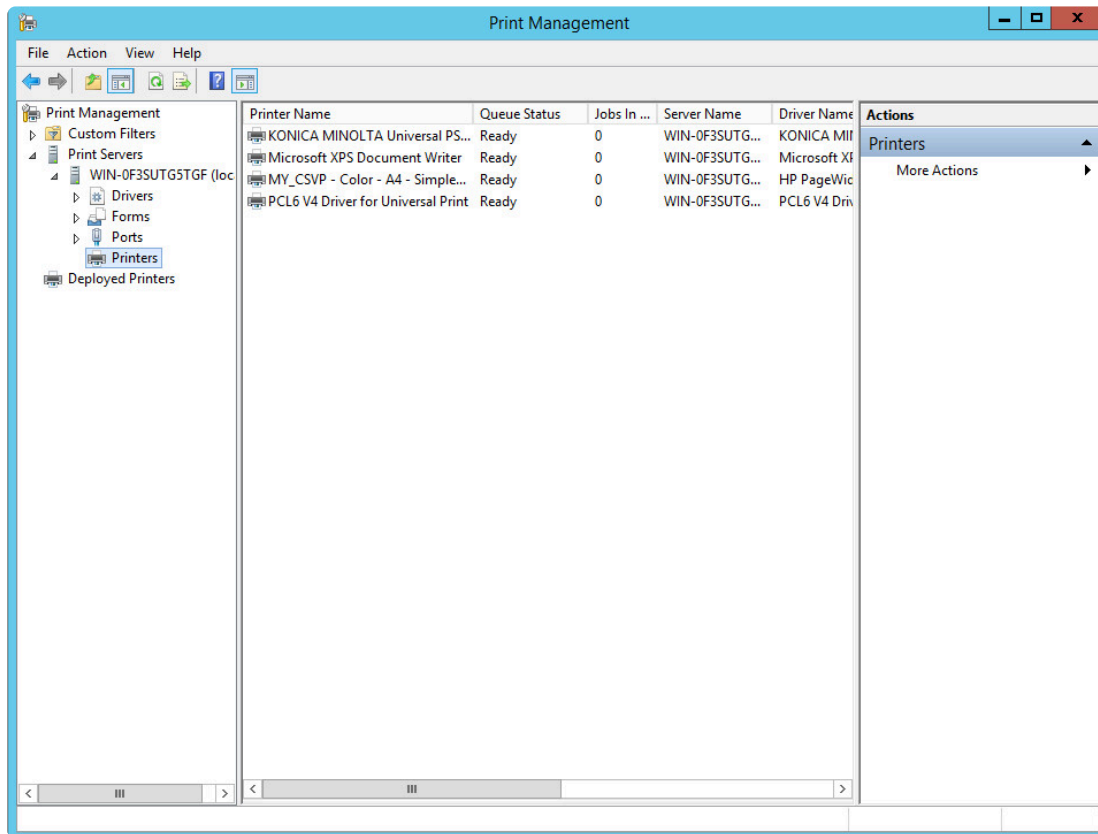 Print Management
File Action View Help
Print Management
Custom Filters
Print Servers
WIN-0F3SUTG5TGF (loc
Drivers
Forms
Ports
Printers
Deployed Printers
Printer Name Queue Status Jobs In ... Server Name Driver Name
KONICA MINOLTA Universal PS... Ready 0 WIN-0F3SUTG... KONICA MIN
Microsoft XPS Document Writer Ready 0 WIN-0F3SUTG... Microsoft XP
MY_CSVP - Color - A4 - Simple... Ready 0 WIN-0F3SUTG... HP PageWid
PCL6 V4 Driver for Universal Print Ready 0 WIN-0F3SUTG... PCL6 V4 Driv
Actions
Printers
More Actions